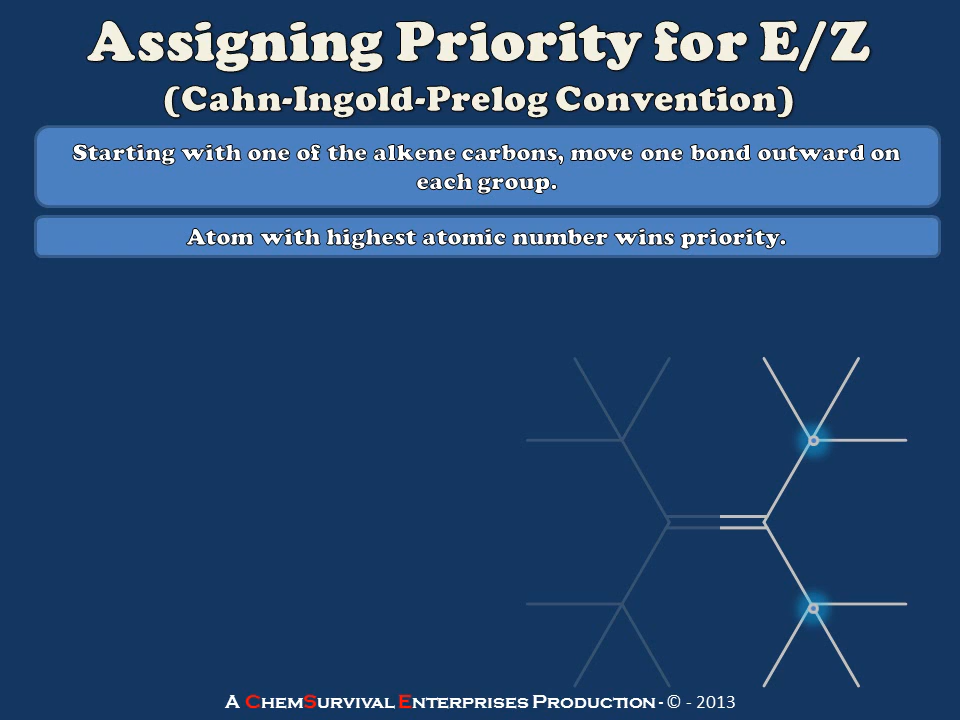 Assigning Priority for E/Z
(Cahn-Ingold-Prelog Convention)
Starting with one of the alkene carbons, move one bond outward on
each group.
Atom with highest atomic number wins priority.
A ChemSurvival Enterprises Production - © - 2013